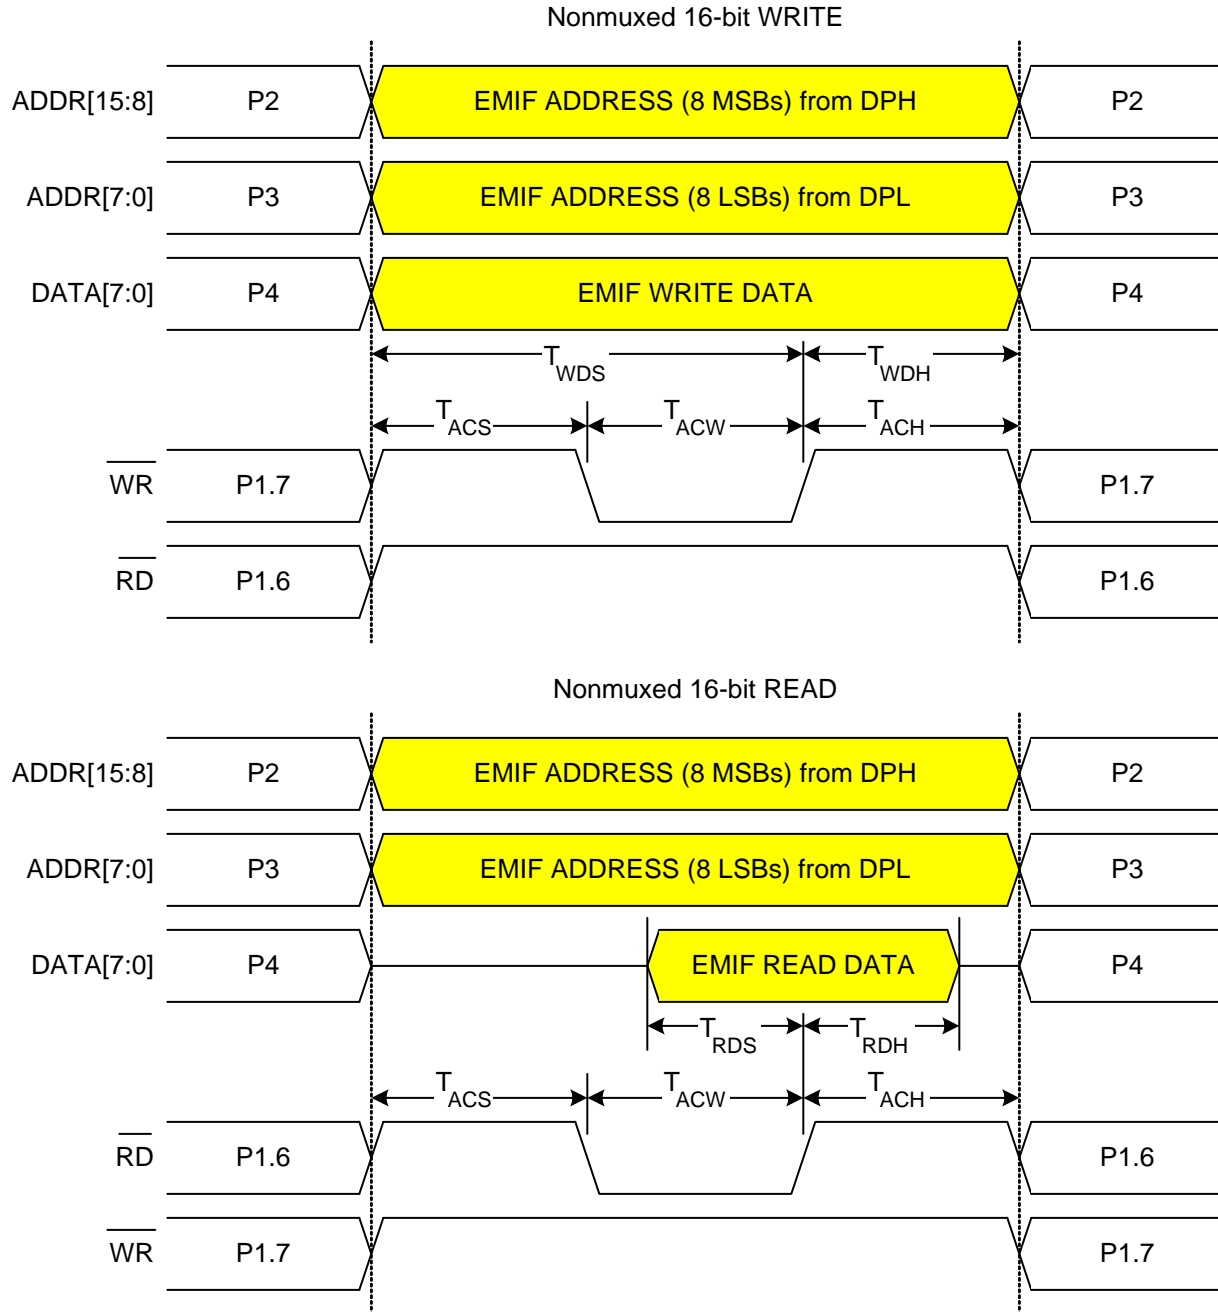 Nonmuxed 16-bit WRITE
ADDR[15:8] P2 EMIF ADDRESS (8 MSBs) from DPH P2
ADDR[7:0] P3 EMIF ADDRESS (8 LSBs) from DPL P3
DATA[7:0] P4 EMIF WRITE DATA P4
TWDS TWDH
TACS TACW TACH
WR P1.7 P1.7
RD P1.6 P1.6
Nonmuxed 16-bit READ
ADDR[15:8] P2 EMIF ADDRESS (8 MSBs) from DPH P2
ADDR[7:0] P3 EMIF ADDRESS (8 LSBs) from DPL P3
DATA[7:0] P4 EMIF READ DATA P4
TRDS TRDH
TACS TACW TACH
RD P1.6 P1.6
WR P1.7 P1.7